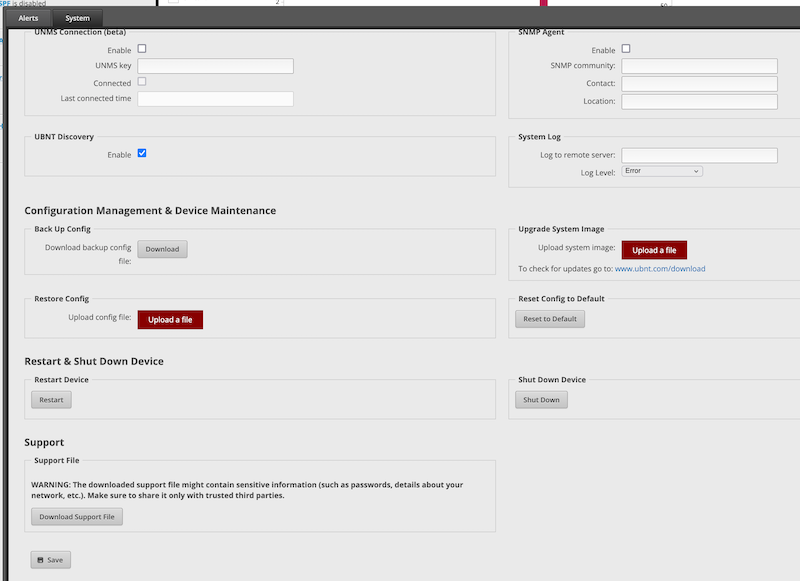 SPF is disabled
2
50
Alerts
System
UNMS Connection (beta)
Enable
UNMS key
Connected
Last connected time
SNMP Agent
Enable
SNMP community:
Contact:
Location:
UBNT Discovery
Enable
System Log
Log to remote server:
Log Level:
Error
Configuration Management & Device Maintenance
Back Up Config
Download backup config
file:
Download
Upgrade System Image
Upload system image:
Upload a file
To check for updates go to: www.ubnt.com/download
Restore Config
Upload config file:
Upload a file
Reset Config to Default
Reset to Default
Restart & Shut Down Device
Restart Device
Restart
Shut Down Device
Shut Down
Support
Support File
WARNING: The downloaded support file might contain sensitive information (such as passwords, details about your
network, etc.). Make sure to share it only with trusted third parties.
Download Support File
Save